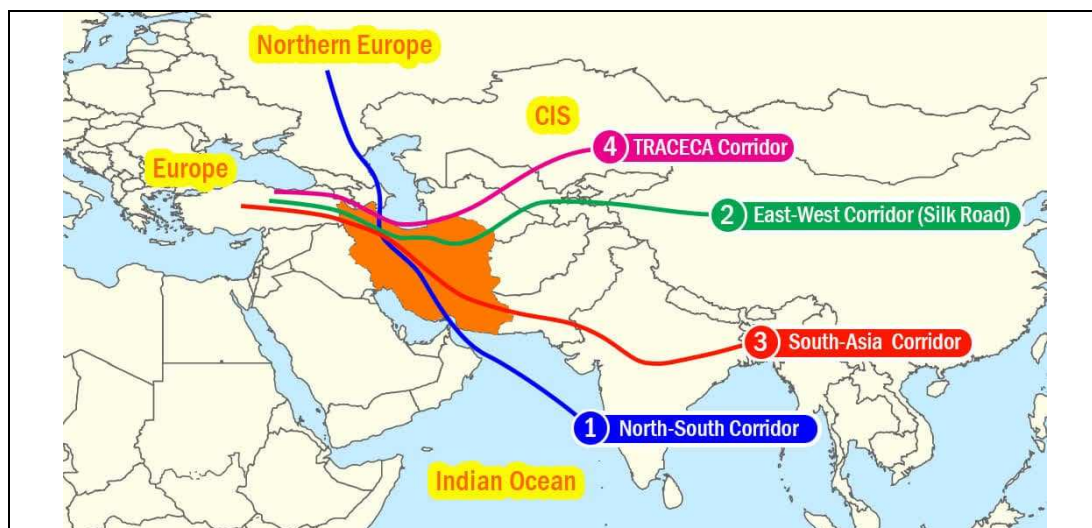 Northern Europe
CIS
4 TRACECA Corridor
Europe
2 East-West Corridor (Silk Road)
3 South-Asia Corridor
1 North-South Corridor
Indian Ocean